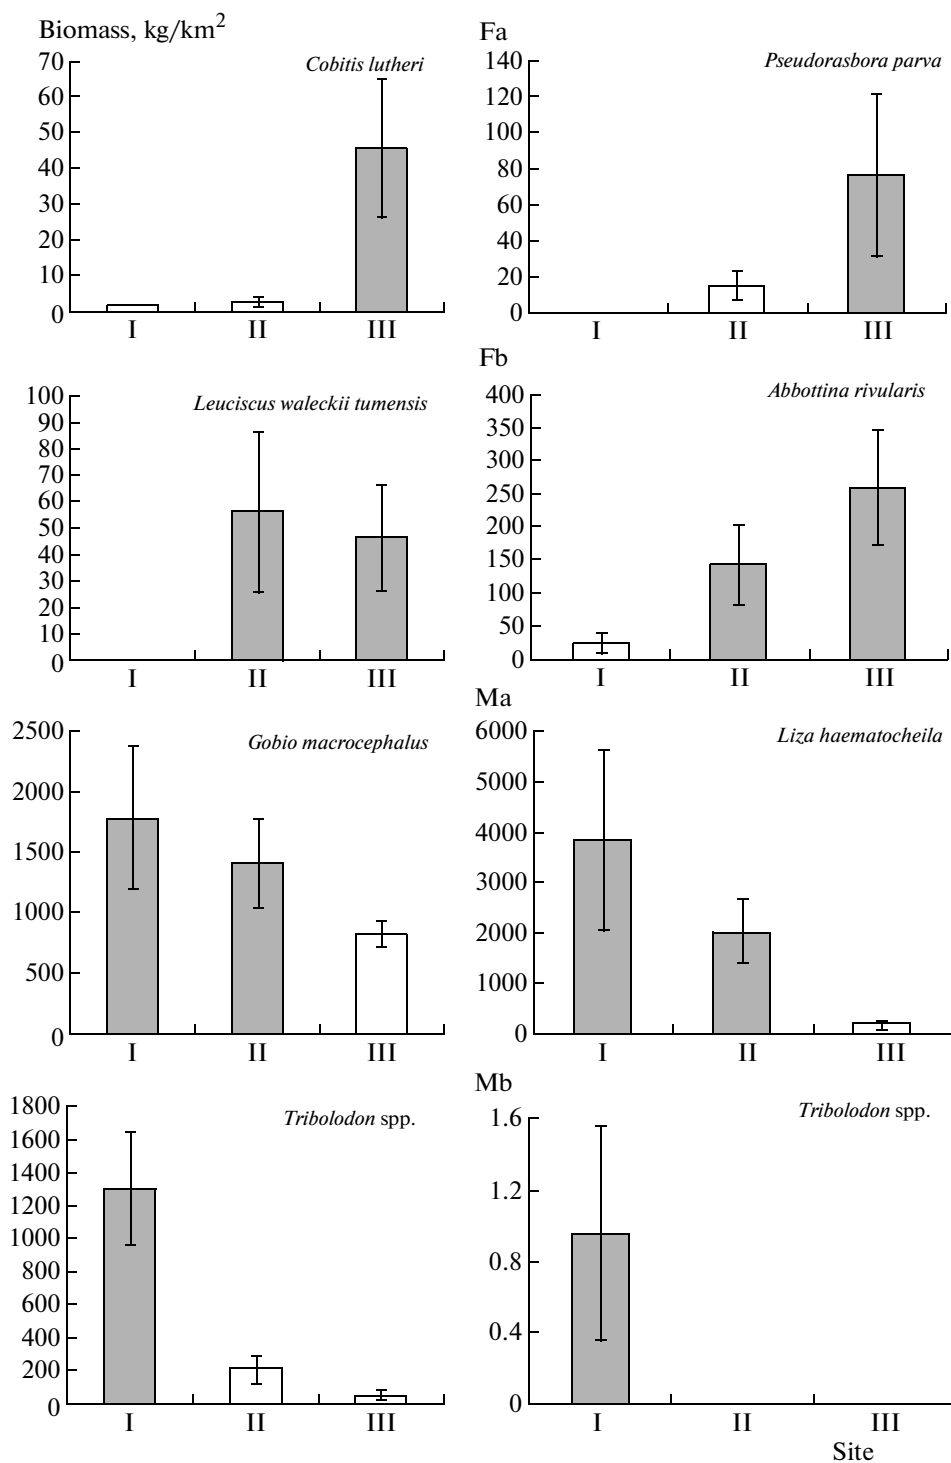 Biomass, kg/km²
Cobitis lutheri
70
60
50
40
30
20
10
0
I II III
Fa
Pseudorasbora parva
140
120
100
80
60
40
20
0
I II III
Leuciscus waleckii tumensis
100
90
80
70
60
50
40
30
20
10
0
I II III
Fb
Abbottina rivularis
400
350
300
250
200
150
100
50
0
I II III
Gobio macrocephalus
2500
2000
1500
1000
500
0
I II III
Ma
Liza haematocheila
6000
5000
4000
3000
2000
1000
0
I II III
Tribolodon spp.
1800
1600
1400
1200
1000
800
600
400
200
0
I II III
Mb
Tribolodon spp.
1.6
1.2
0.8
0.4
0
I II III
Site